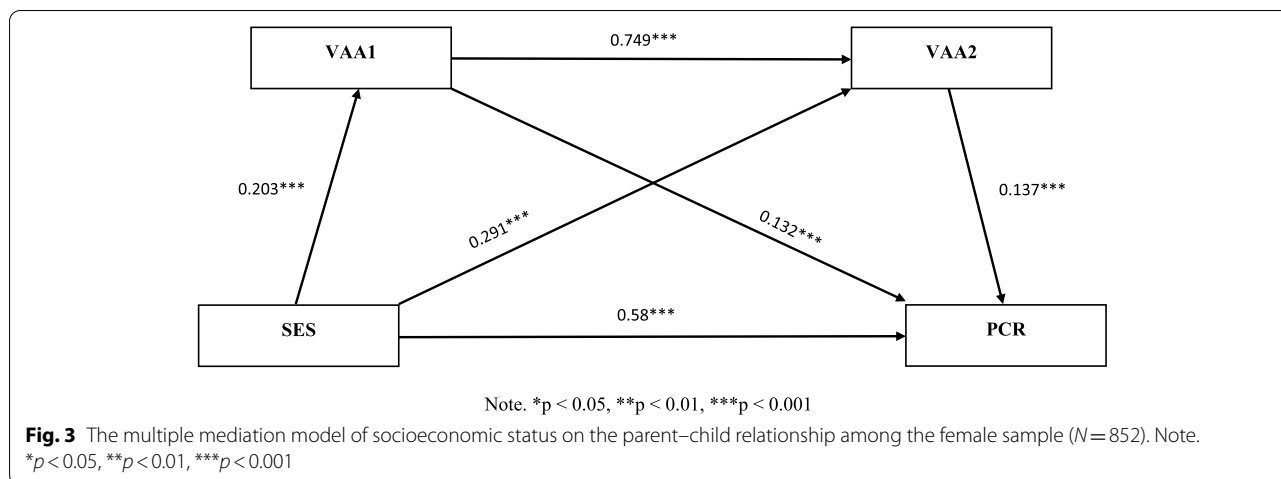 0.749***
VAA1
VAA2
0.203***
0.291***
0.132***
0.137***
0.58***
SES
PCR
Note. *p < 0.05, **p < 0.01, ***p < 0.001
Fig. 3 The multiple mediation model of socioeconomic status on the parent–child relationship among the female sample (N = 852). Note.
*p < 0.05, **p < 0.01, ***p < 0.001